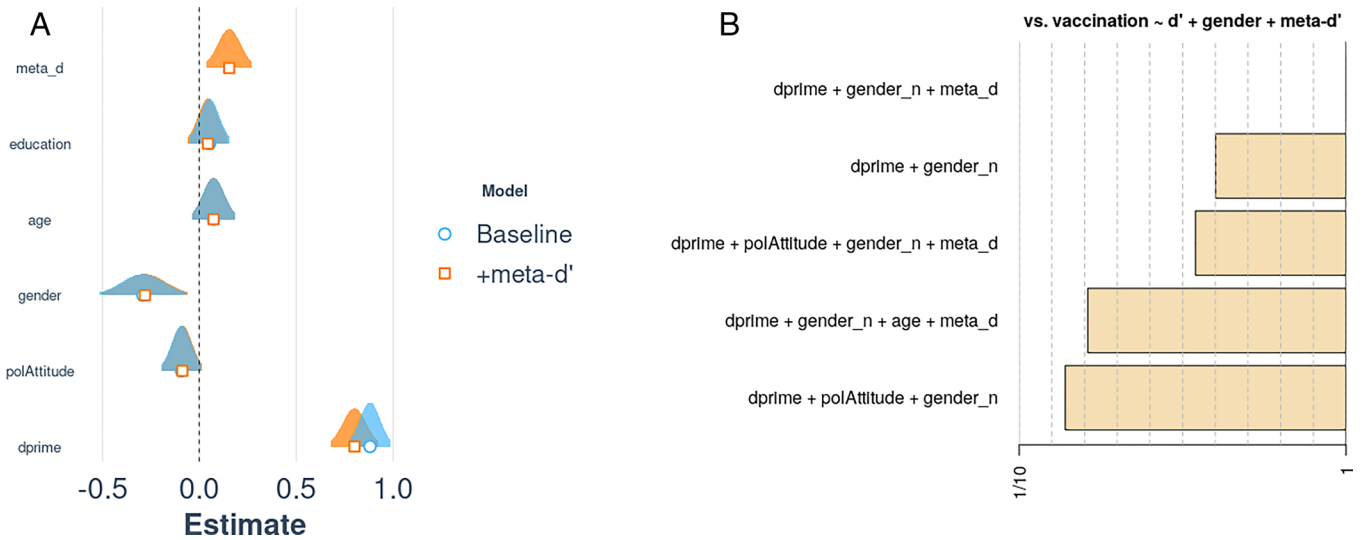 A
meta_d
education
age
gender
polAttitude
dprime
-0.5 0.0 0.5 1.0
Estimate
Model
Baseline
+meta-d'
B
vs. vaccination ~ d' + gender + meta-d'
dprime + gender_n + meta_d
dprime + gender_n
dprime + polAttitude + gender_n + meta_d
dprime + gender_n + age + meta_d
dprime + polAttitude + gender_n
1/10
1